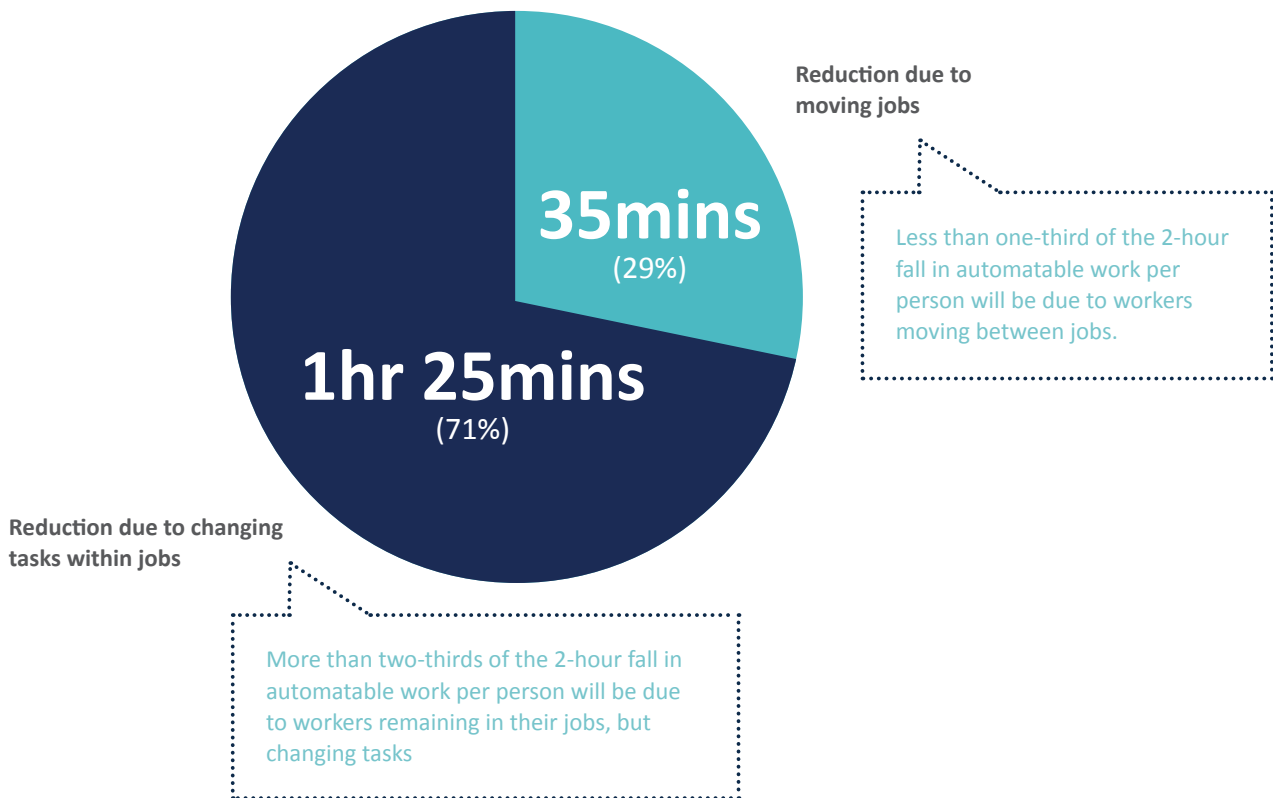 Reduction due to
moving jobs
35mins
(29%)
Less than one-third of the 2-hour
fall in automatable work per
person will be due to workers
moving between jobs.
1hr 25mins
(71%)
Reduction due to changing
tasks within jobs
More than two-thirds of the 2-hour fall in
automatable work per person will be due
to workers remaining in their jobs, but
changing tasks